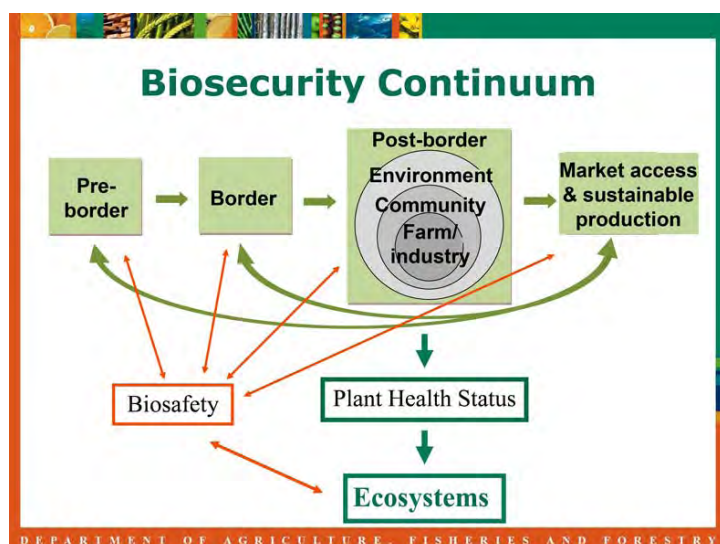 Biosecurity Continuum
Pre-
border
Border
Post-border
Environment
Community
Farm/
industry
Market access
& sustainable
production
Biosafety
Plant Health Status
Ecosystems
DEPARTMENT OF AGRICULTURE, FISHERIES AND FORESTRY